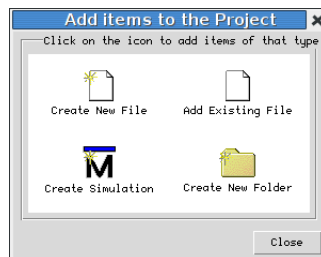 Add items to the Project
Click on the icon to add items of that type
Create New File
Add Existing File
Create Simulation
Create New Folder
Close